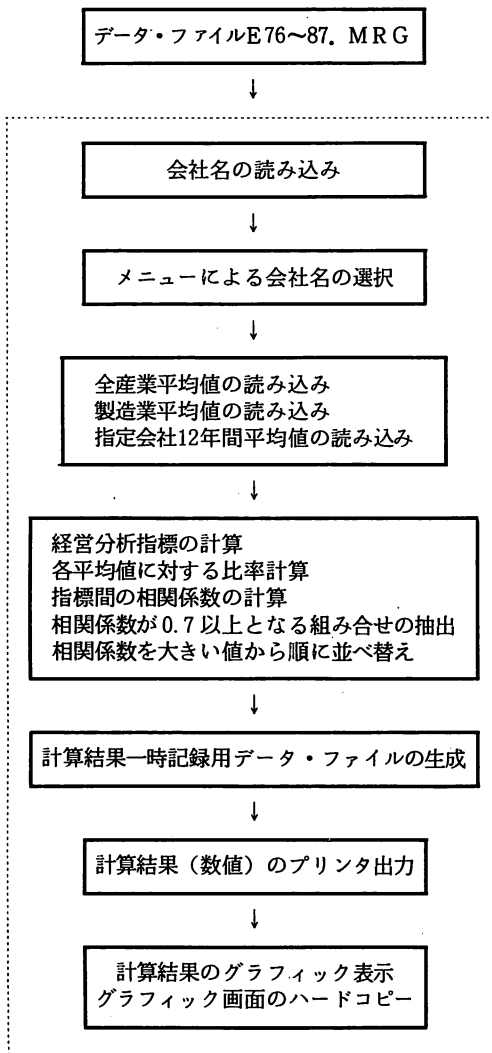 データ・ファイルE76〜87．MRG
↓
会社名の読み込み
↓
メニューによる会社名の選択
↓
全産業平均値の読み込み
製造業平均値の読み込み
指定会社12年間平均値の読み込み
↓
経営分析指標の計算
各平均値に対する比率計算
指標間の相関係数の計算
相関係数が0.7以上となる組み合せの抽出
相関係数を大きい値から順に並べ替え
↓
計算結果一時記録用データ・ファイルの生成
↓
計算結果（数値）のプリンタ出力
↓
計算結果のグラフィック表示
グラフィック画面のハードコピー